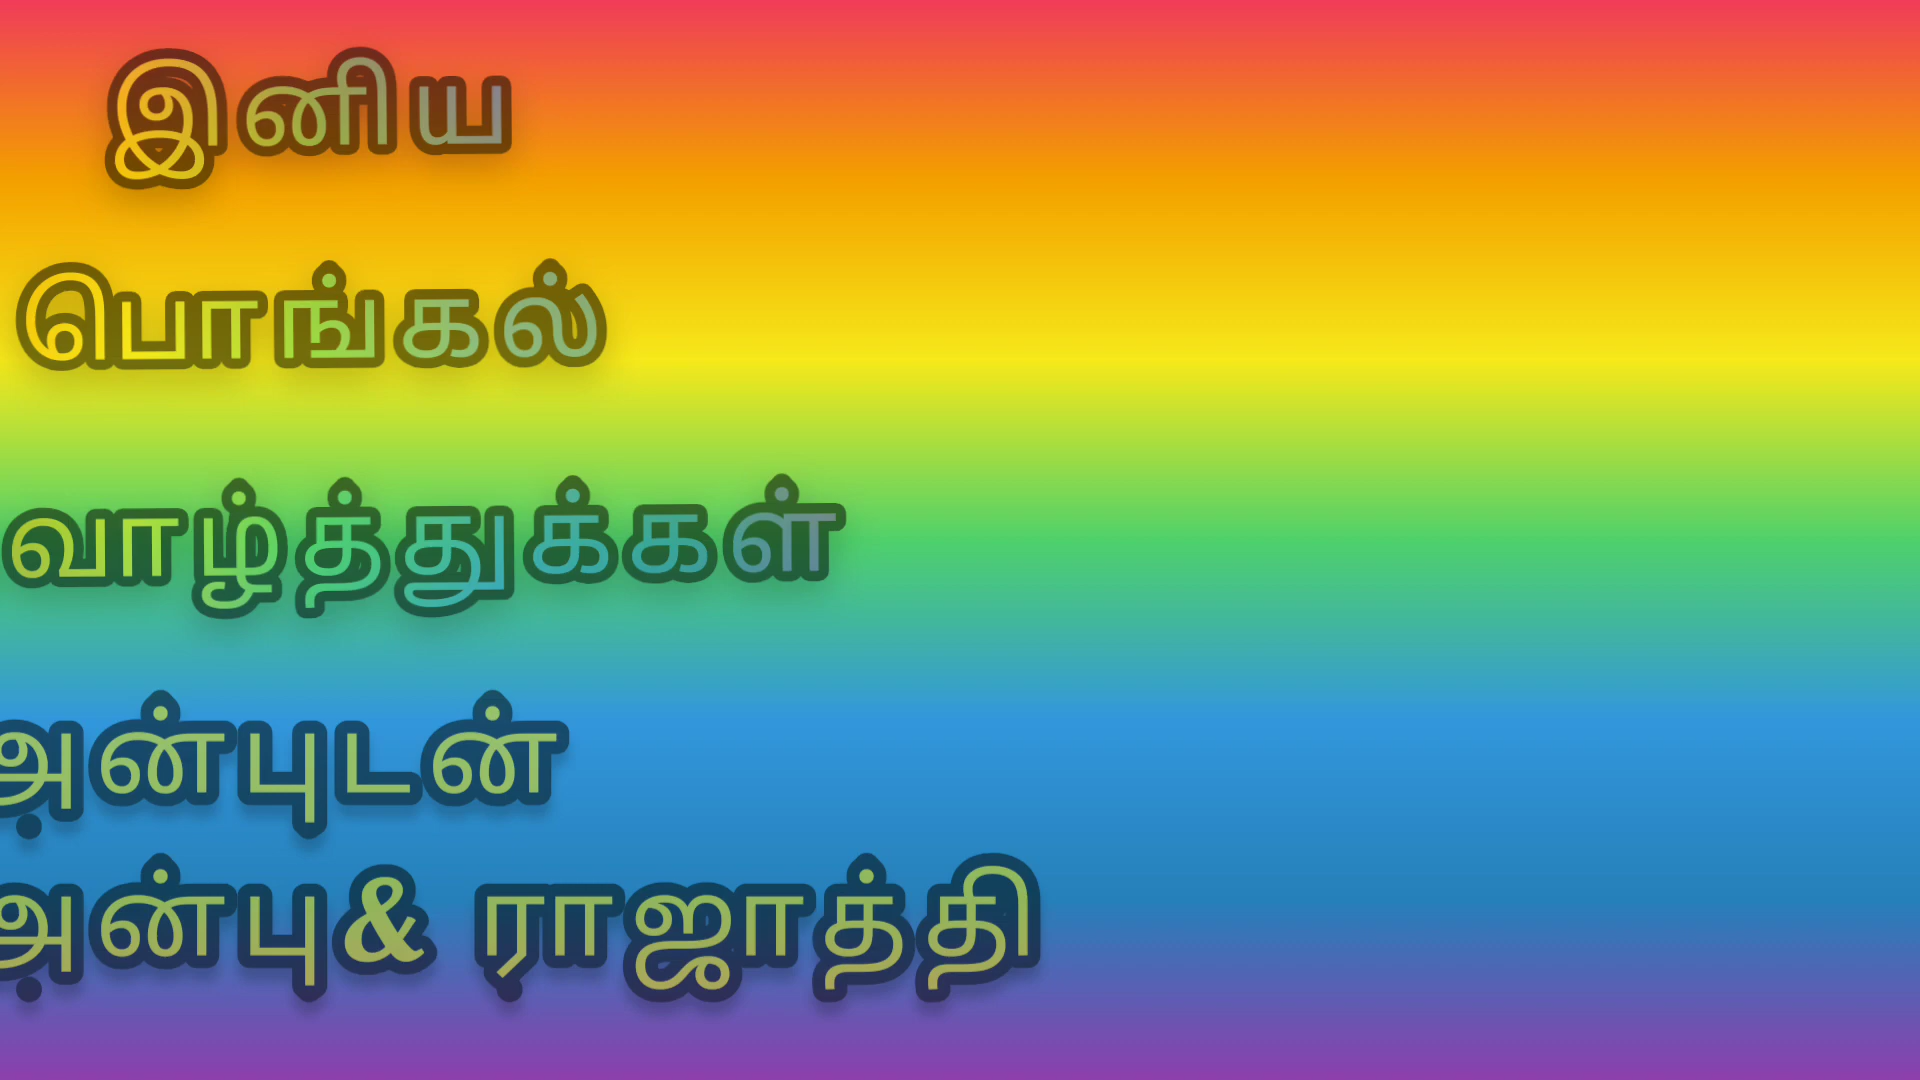 இனிய
பொங்கல்
வாழ்த்துக்கள்
அன்புடன்
அன்பு& ராஜாத்தி